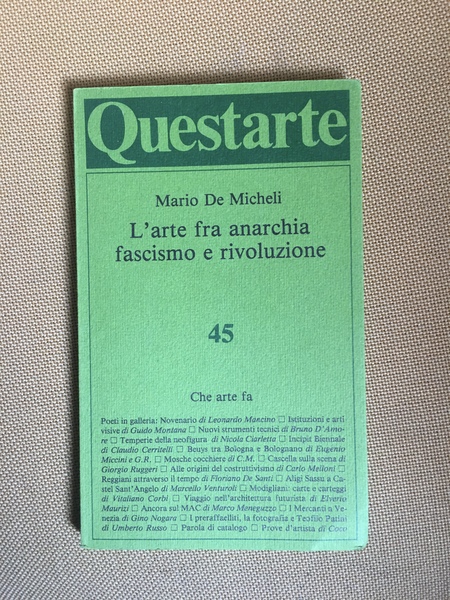 Questarte
Mario De Micheli
L'arte fra anarchia
fascismo e rivoluzione
45
Che arte fa
Poeti in galleria: Novenario di Leonardo Mancino □ Istituzioni e arti
visive di Guido Montana □ Nuovi strumenti tecnici di Bruno D'Amo-
re □ Temperie della neofigura di Nicola Ciarletta □ Incipit Biennale
di Claudio Cerritelli □ Beuys tra Bologna e Bolognano di Eugenio
Miccini e G.R. □ Mosche cocchiere di C.M. □ Cascella sulla scena di
Giorgio Ruggeri □ Alle origini del costruttivismo di Carlo Melloni □
Reggiani attraverso il tempo di Floriano De Santi □ Aligi Sassu a Ca-
stel Sant'Angelo di Marcello Venturoli □ Modigliani: carta e carteggi
di Vitaliano Corbi □ Viaggio nell'architettura futurista di Elverio
Maurizi □ Ancora sul MAC di Marco Meneguzzo □ I Mercanti a Ve-
nezia di Gino Nogara □ I preraffaelliti, la fotografia e Teofilo Patini
di Umberto Russo □ Parola di catalogo □ Prove d'artista di Coco